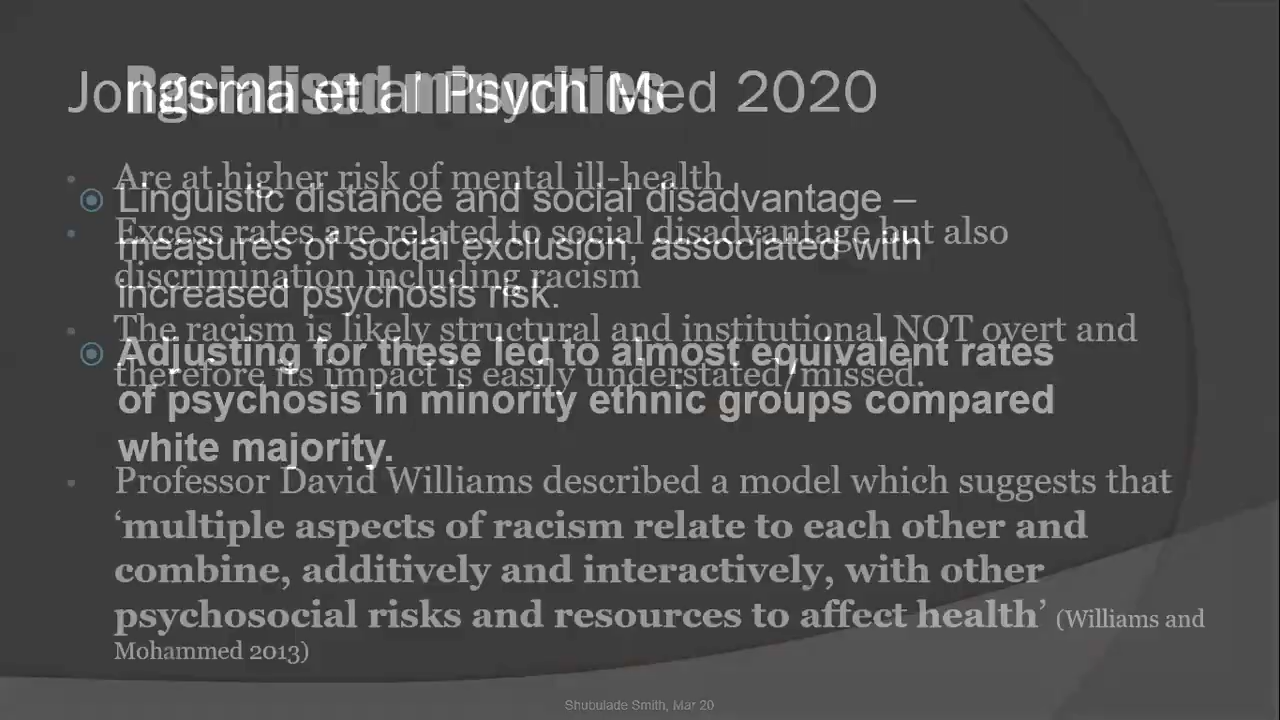 Jongsma et al Psych Med 2020
Racialised minorities
Are at higher risk of mental ill-health
Linguistic distance and social disadvantage –
Excess rates are related to social disadvantage but also
measures of social exclusion, associated with
discrimination including racism
increased psychosis risk.
The racism is likely structural and institutional NOT overt and
Adjusting for these led to almost equivalent rates
therefore its impact is easily understated/missed.
of psychosis in minority ethnic groups compared
white majority.
Professor David Williams described a model which suggests that
‘multiple aspects of racism relate to each other and
combine, additively and interactively, with other
psychosocial risks and resources to affect health’ (Williams and
Mohammed 2013)
Shubulade Smith, Mar 20